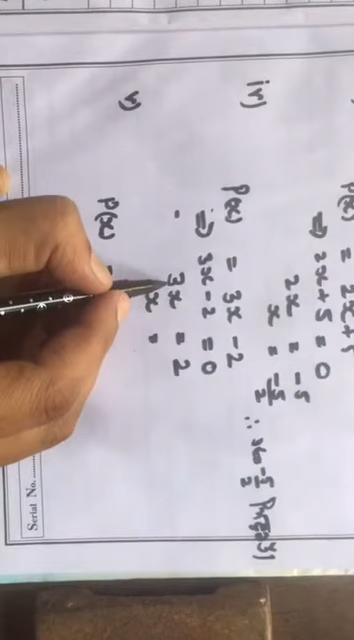 P(x) = 2x + 5
⇒ 2x + 5 = 0
2x = -5
x = -5/2 ∴ x = -5/2
iv) P(x) = 3x - 2
⇒ 3x - 2 = 0
3x = 2
x =
v) P(x)
Serial No.